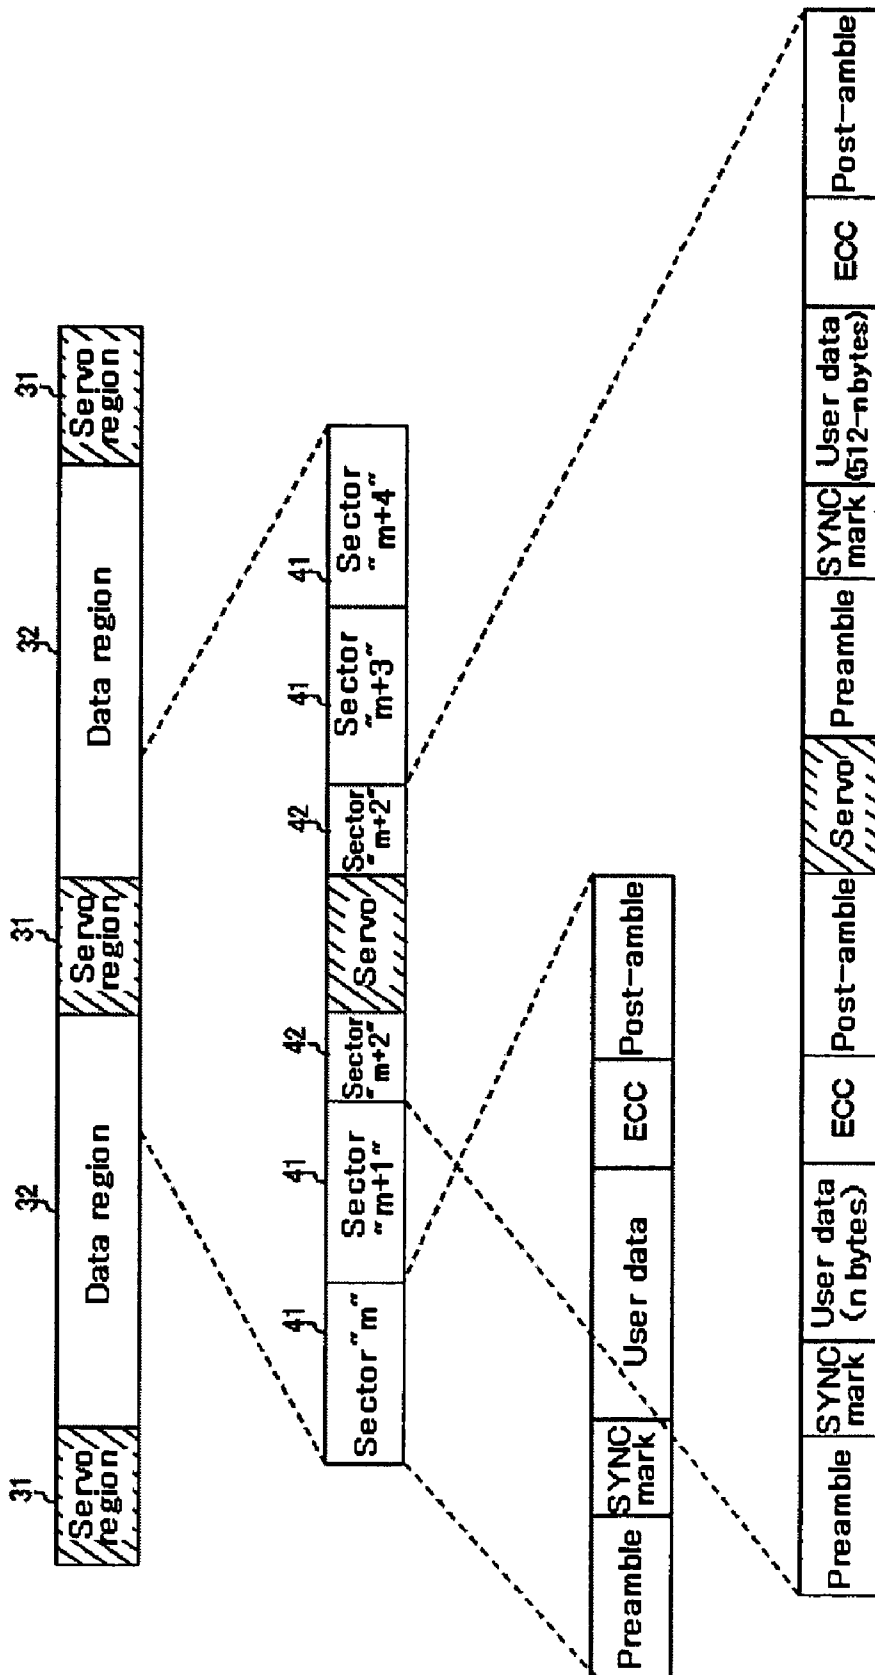 31
32
31
32
31
Servo
region
Data region
Servo
region
Data region
Servo
region
41
41
42
42
41
41
Sector "m"
Sector
"m+1"
Sector
"m+2"
Servo
Sector
"m+2"
Sector
"m+3"
Sector
"m+4"
Preamble
SYNC
mark
User data
ECC
Post-amble
Preamble
SYNC
mark
User data
(n bytes)
ECC
Post-amble
Servo
Preamble
SYNC
mark
User data
(512-n bytes)
ECC
Post-amble